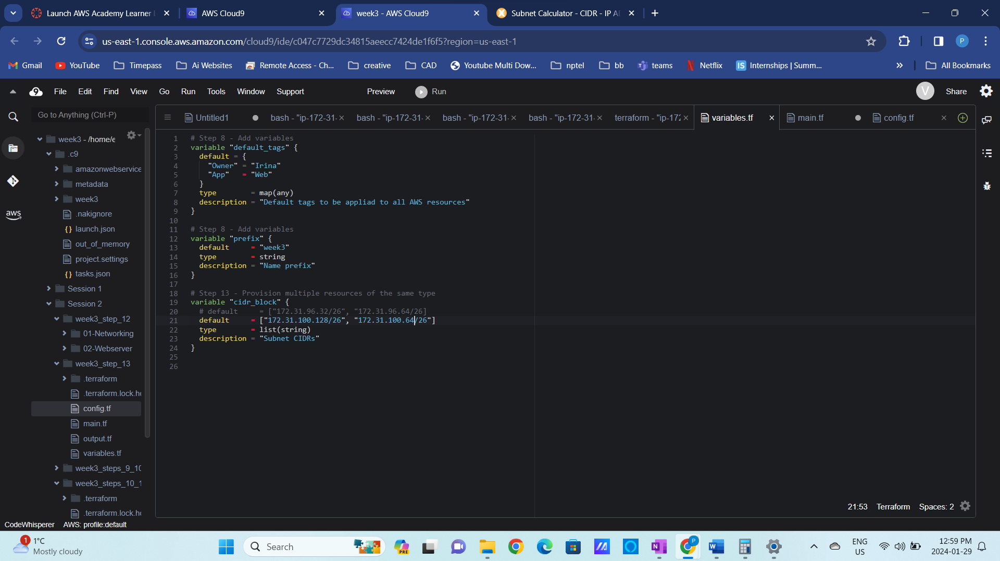 Launch AWS Academy Learner
AWS Cloud9
week3 - AWS Cloud9
Subnet Calculator - CIDR - IP A
us-east-1.console.aws.amazon.com/cloud9/ide/c047c7729dc34815aeecc7424de1f6f5?region=us-east-1
P
Gmail
YouTube
Timepass
Ai Websites
Remote Access - Ch...
creative
CAD
Youtube Multi Dow...
nptel
bb
teams
Netflix
IS
Internships | Summ...
All Bookmarks
9 File Edit Find View Go Run Tools Window Support Preview Run V Share
Go to Anything (Ctrl-P)
Untitled1
bash - "ip-172-31-
bash - "ip-172-31-
bash - "ip-172-31-
bash - "ip-172-31-
terraform - "ip-172
variables.tf
main.tf
config.tf
week3 - /home/e
.c9
amazonwebservice
metadata
week3
.nakignore
launch.json
out_of_memory
project.settings
tasks.json
Session 1
Session 2
week3_step_12
01-Networking
02-Webserver
week3_step_13
.terraform
.terraform.lock.hc
config.tf
main.tf
output.tf
variables.tf
week3_steps_9_10
week3_steps_10_1
.terraform
.terraform.lock.hc
aws
1 # Step 8 - Add variables
2 variable "default_tags" {
3 default = {
4 "Owner" = "Irina"
5 "App" = "Web"
6 }
7 type = map(any)
8 description = "Default tags to be appliad to all AWS resources"
9 }
10
11 # Step 8 - Add variables
12 variable "prefix" {
13 default = "week3"
14 type = string
15 description = "Name prefix"
16 }
17
18 # Step 13 - Provision multiple resources of the same type
19 variable "cidr_block" {
20 # default = ["172.31.96.32/26", "172.31.96.64/26]
21 default = ["172.31.100.128/26", "172.31.100.64/26"]
22 type = list(string)
23 description = "Subnet CIDRs"
24 }
25
26
21:53 Terraform Spaces: 2
CodeWhisperer AWS: profile:default
1
1°C
Mostly cloudy
Search
PRE
N
P
W
ENG
US
12:59 PM
2024-01-29